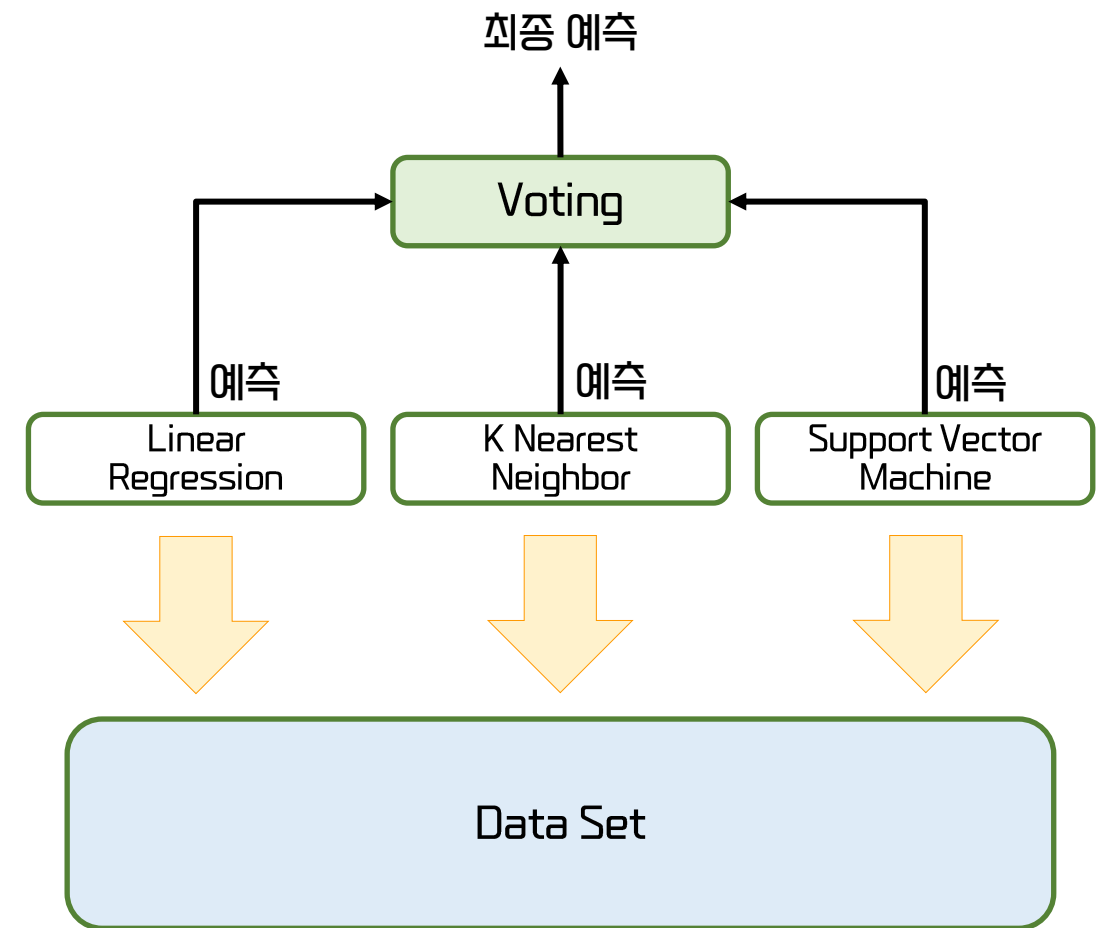 최종 예측
Voting
예측
예측
예측
Linear
Regression
K Nearest
Neighbor
Support Vector
Machine
Data Set